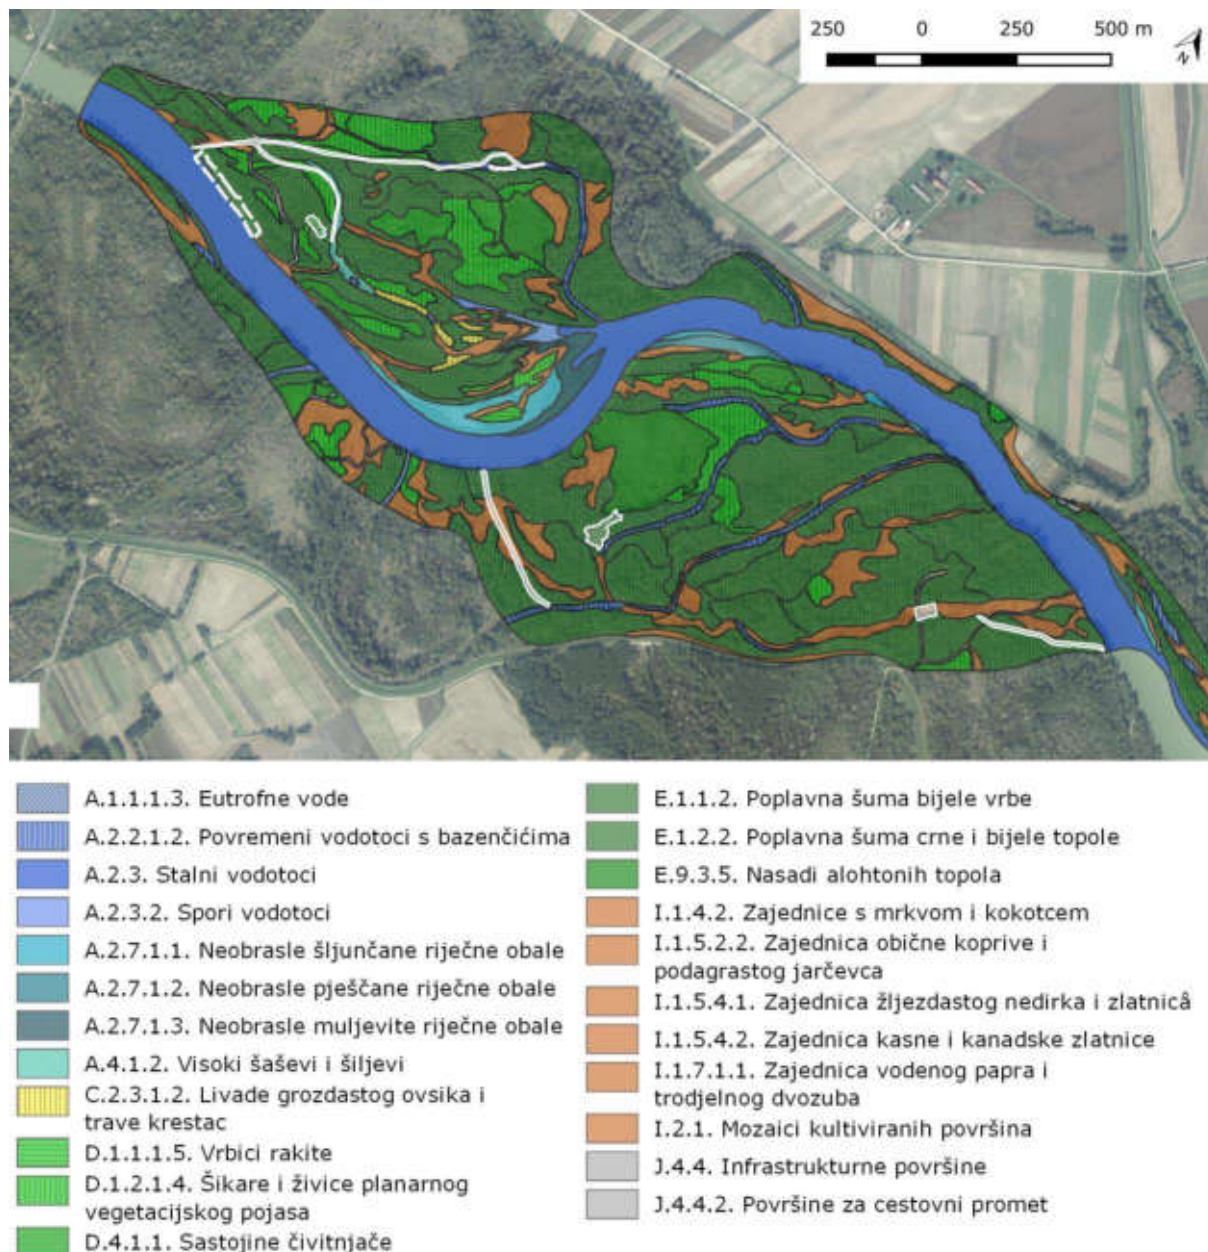 250 0 250 500 m
N
A.1.1.1.3. Eutrofne vode
A.2.2.1.2. Povremeni vodotoci s bazenčićima
A.2.3. Stalni vodotoci
A.2.3.2. Spori vodotoci
A.2.7.1.1. Neobrasle šljunčane riječne obale
A.2.7.1.2. Neobrasle pješčane riječne obale
A.2.7.1.3. Neobrasle muljevite riječne obale
A.4.1.2. Visoki šaševi i šiljevi
C.2.3.1.2. Livade grozdastog ovsika i
trave krestac
D.1.1.1.5. Vrbici rakite
D.1.2.1.4. Šikare i živice planarnog
vegetacijskog pojasa
D.4.1.1. Sastojine čivitnjače
E.1.1.2. Poplavna šuma bijele vrbe
E.1.2.2. Poplavna šuma crne i bijele topole
E.9.3.5. Nasadi alohtonih topola
I.1.4.2. Zajednice s mrkvom i kokotcem
I.1.5.2.2. Zajednica obične koprive i
podagrastog jarčevca
I.1.5.4.1. Zajednica žljezdastog nedirka i zlatnicâ
I.1.5.4.2. Zajednica kasne i kanadske zlatnice
I.1.7.1.1. Zajednica vodenog papra i
trodjelnog dvozuba
I.2.1. Mozaici kultiviranih površina
J.4.4. Infrastrukturne površine
J.4.4.2. Površine za cestovni promet